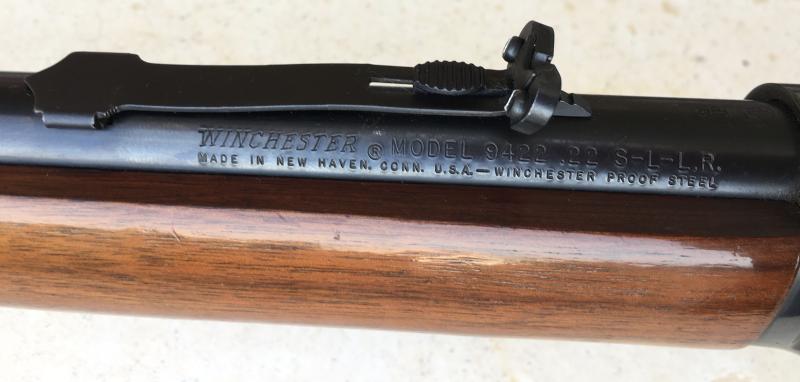 WINCHESTER ® MODEL 9422 .22 S-L-L.R.
MADE IN NEW HAVEN, CONN. U.S.A.—WINCHESTER PROOF STEEL